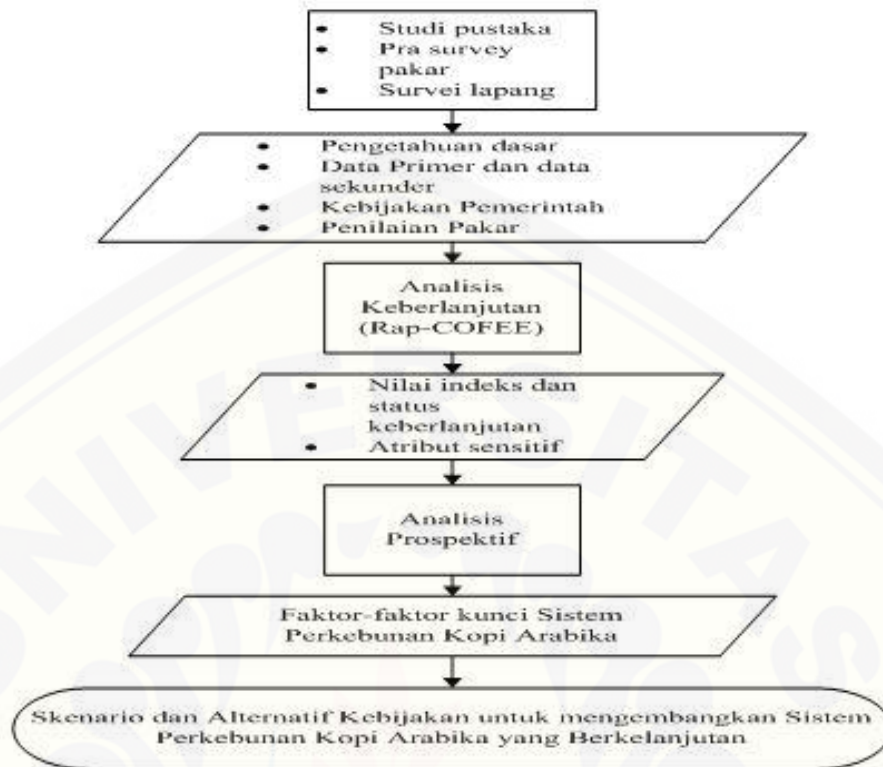 • Studi pustaka
• Pra survey
pakar
• Survei lapang
• Pengetahuan dasar
• Data Primer dan data
sekunder
• Kebijakan Pemerintah
• Penilaian Pakar
Analisis
Keberlanjutan
(Rap-COFEE)
• Nilai indeks dan
status
keberlanjutan
• Atribut sensitif
Analisis
Prospektif
Faktor-faktor kunci Sistem
Perkebunan Kopi Arabika
Skenario dan Alternatif Kebijakan untuk mengembangkan Sistem
Perkebunan Kopi Arabika yang Berkelanjutan
UNIVERSITAS